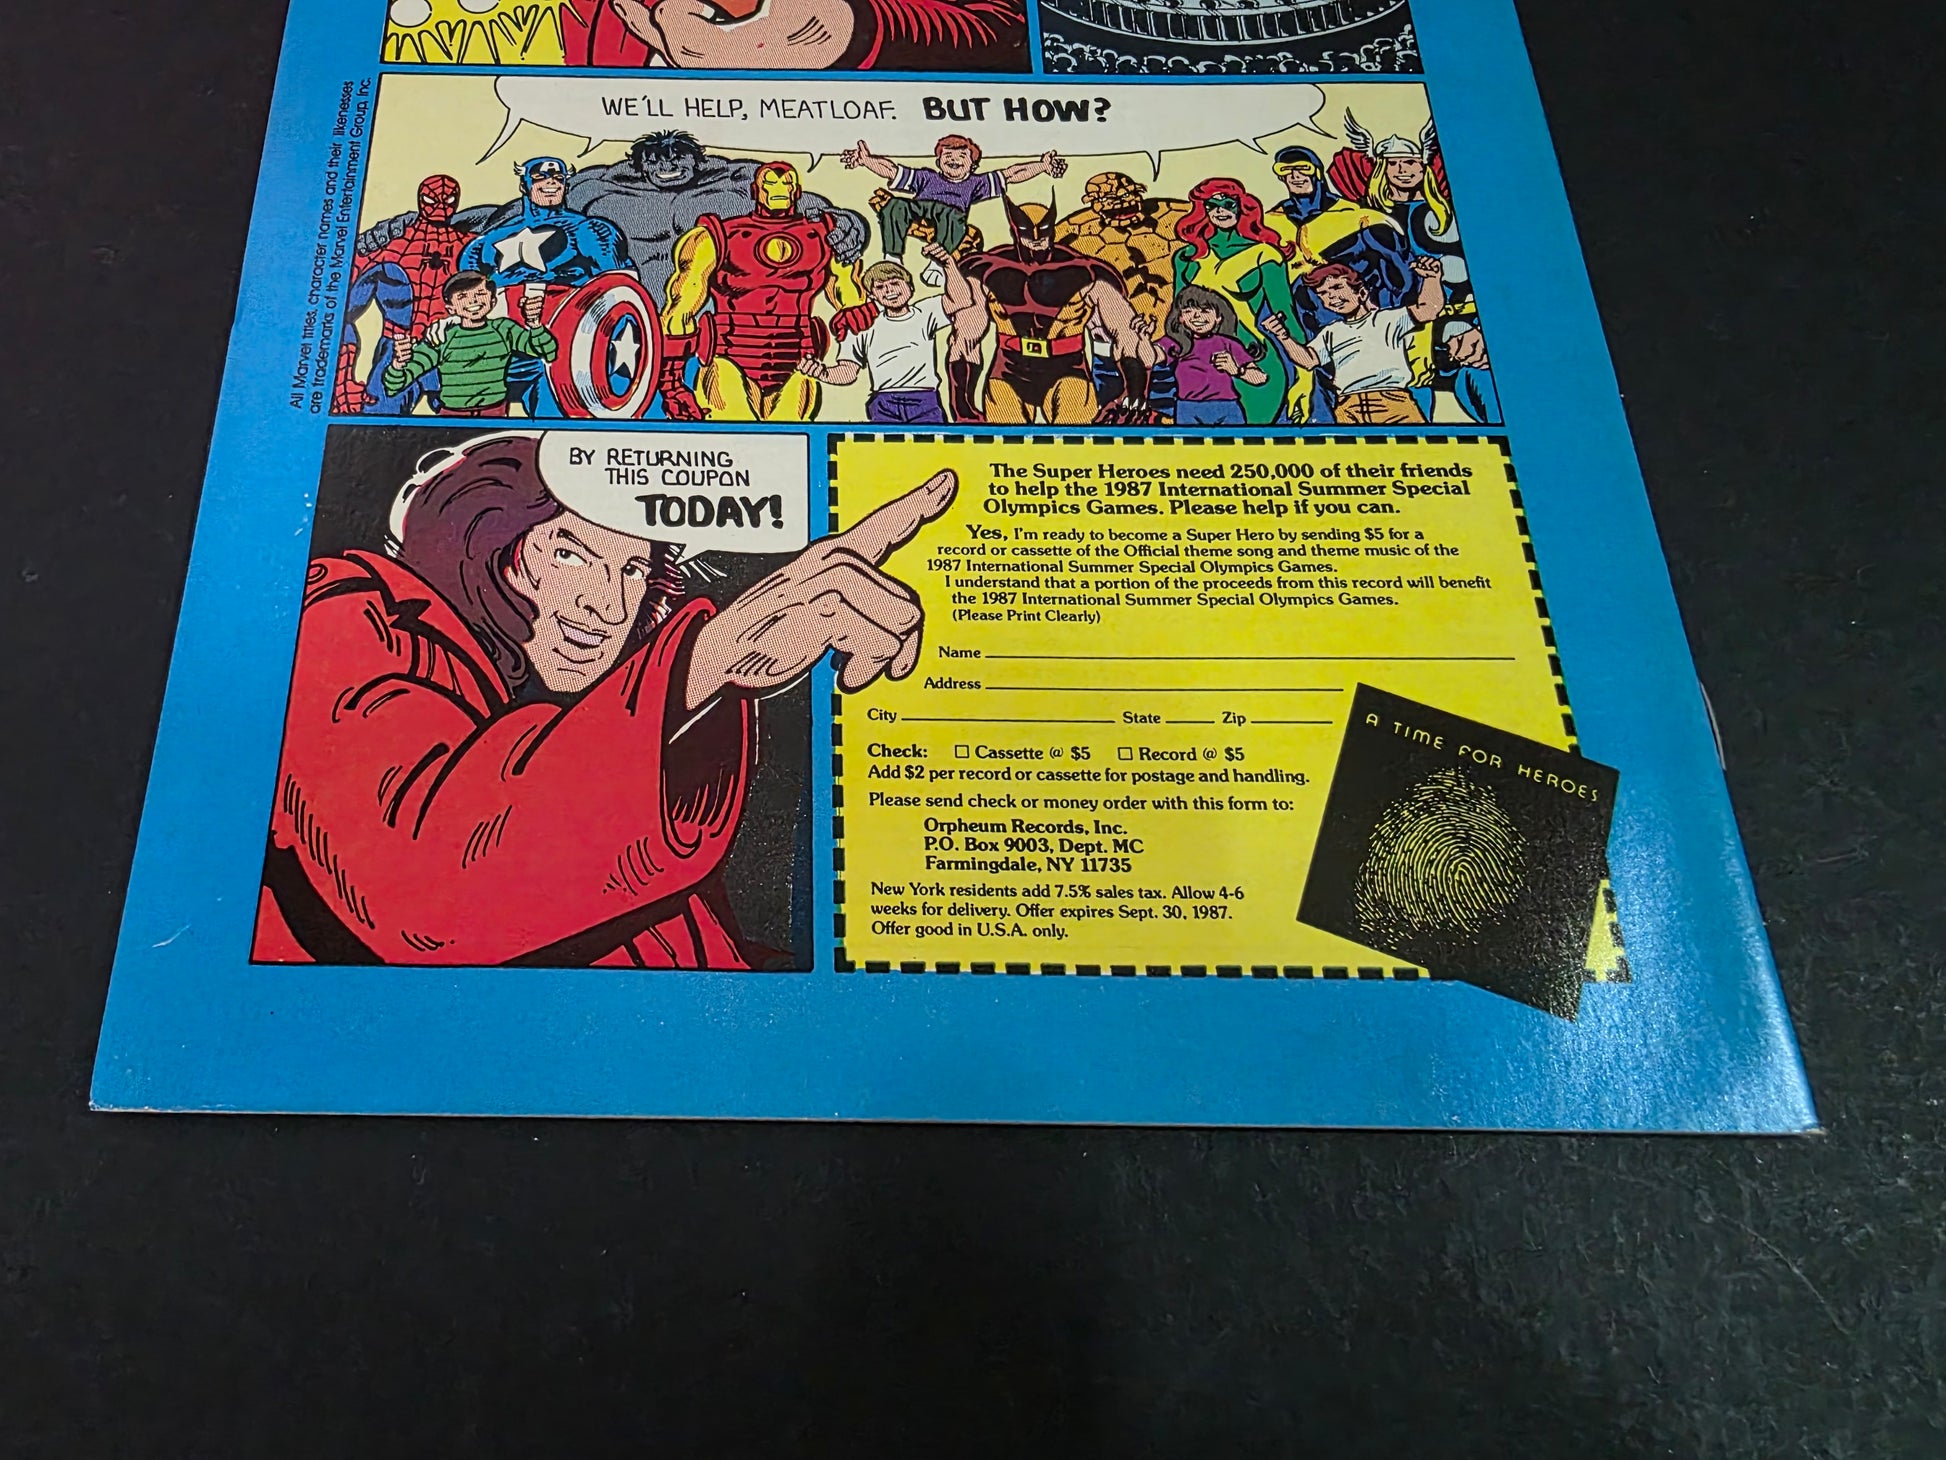 WE'LL HELP, MEATLOAF. BUT HOW?
All Marvel titles, character names and their likenesses
are trademarks of the Marvel Entertainment Group, Inc.
BY RETURNING
THIS COUPON
TODAY!
The Super Heroes need 250,000 of their friends
to help the 1987 International Summer Special
Olympics Games. Please help if you can.
Yes, I'm ready to become a Super Hero by sending $5 for a
record or cassette of the Official theme song and theme music of the
1987 International Summer Special Olympics Games.
I understand that a portion of the proceeds from this record will benefit
the 1987 International Summer Special Olympics Games.
(Please Print Clearly)
Name
Address
City State Zip
Check: □ Cassette @ $5 □ Record @ $5
Add $2 per record or cassette for postage and handling.
Please send check or money order with this form to:
Orpheum Records, Inc.
P.O. Box 9003, Dept. MC
Farmingdale, NY 11735
New York residents add 7.5% sales tax. Allow 4-6
weeks for delivery. Offer expires Sept. 30, 1987.
Offer good in U.S.A. only.
A TIME FOR HEROES